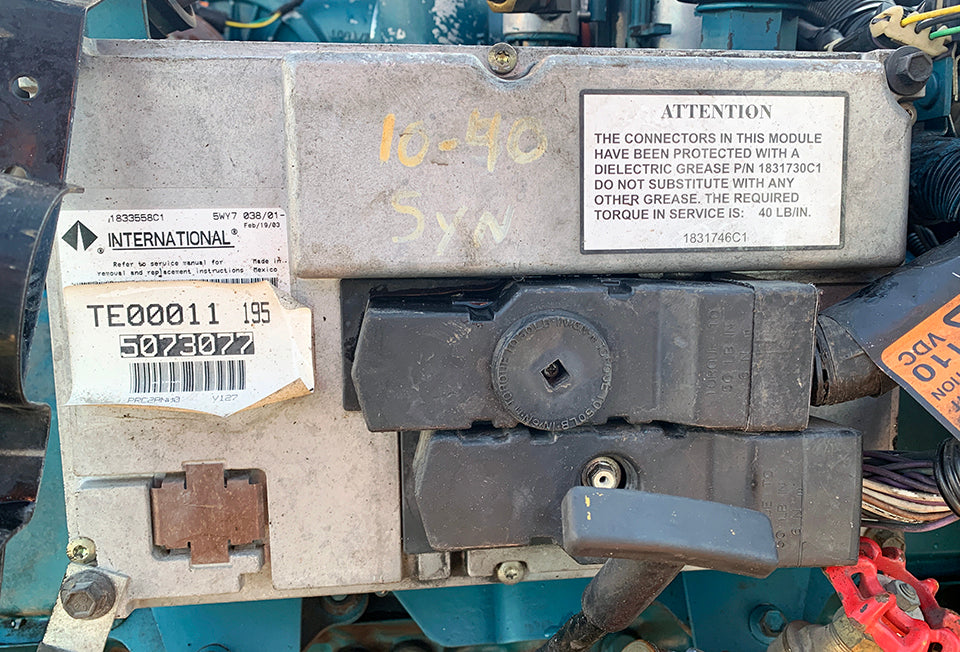 10-40
SYN
ATTENTION
THE CONNECTORS IN THIS MODULE
HAVE BEEN PROTECTED WITH A
DIELECTRIC GREASE P/N 1831730C1
DO NOT SUBSTITUTE WITH ANY
OTHER GREASE. THE REQUIRED
TORQUE IN SERVICE IS: 40 LB/IN.
1831746C1
1833558C1 5WY7 038/01-
Feb/19/03
® INTERNATIONAL®
Refer to service manual for Made in
removal and replacement instructions Mexico
TE00011 195
5073077
Y127
110
VDC